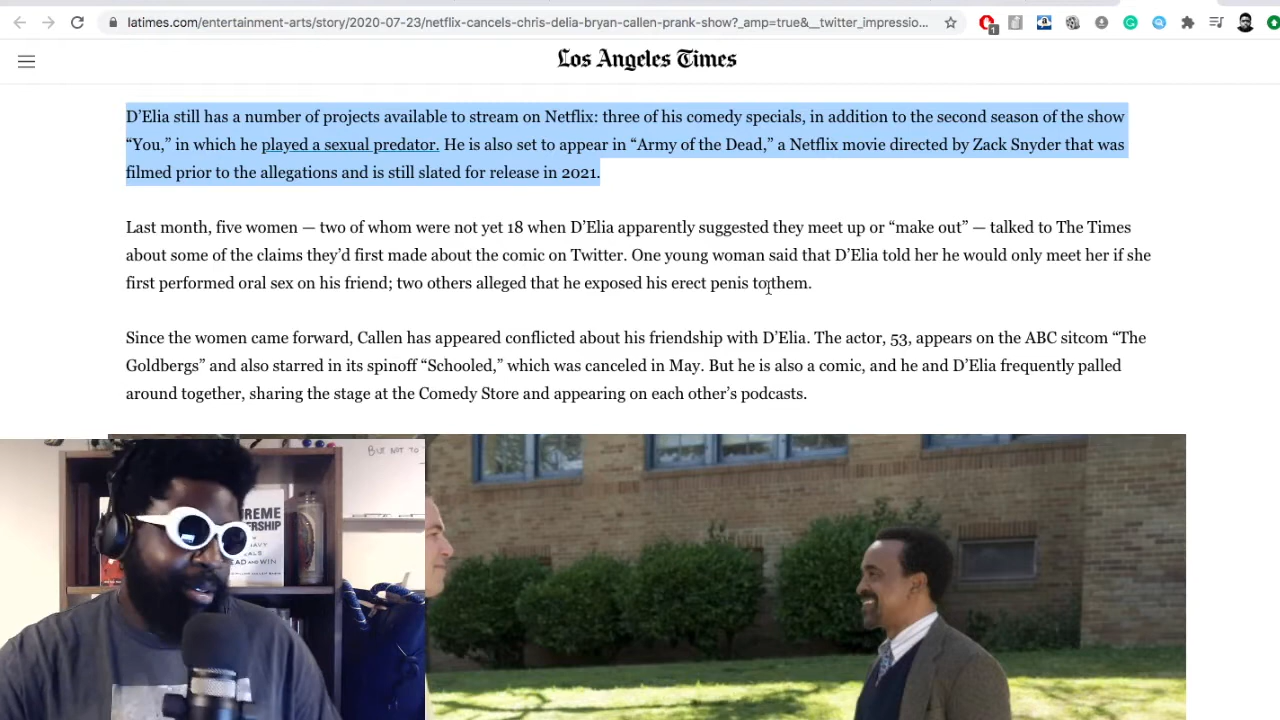 latimes.com/entertainment-arts/story/2020-07-23/netflix-cancels-chris-delia-bryan-callen-prank-show?_amp=true&__twitter_impressio...
1
Los Angeles Times
D’Elia still has a number of projects available to stream on Netflix: three of his comedy specials, in addition to the second season of the show
“You,” in which he played a sexual predator. He is also set to appear in “Army of the Dead,” a Netflix movie directed by Zack Snyder that was
filmed prior to the allegations and is still slated for release in 2021.
Last month, five women — two of whom were not yet 18 when D’Elia apparently suggested they meet up or “make out” — talked to The Times
about some of the claims they’d first made about the comic on Twitter. One young woman said that D’Elia told her he would only meet her if she
first performed oral sex on his friend; two others alleged that he exposed his erect penis to them.
Since the women came forward, Callen has appeared conflicted about his friendship with D’Elia. The actor, 53, appears on the ABC sitcom “The
Goldbergs” and also starred in its spinoff “Schooled,” which was canceled in May. But he is also a comic, and he and D’Elia frequently palled
around together, sharing the stage at the Comedy Store and appearing on each other’s podcasts.
NOT TO
REME
ERSHIP
NAVY
EALS
EAD AND WIN